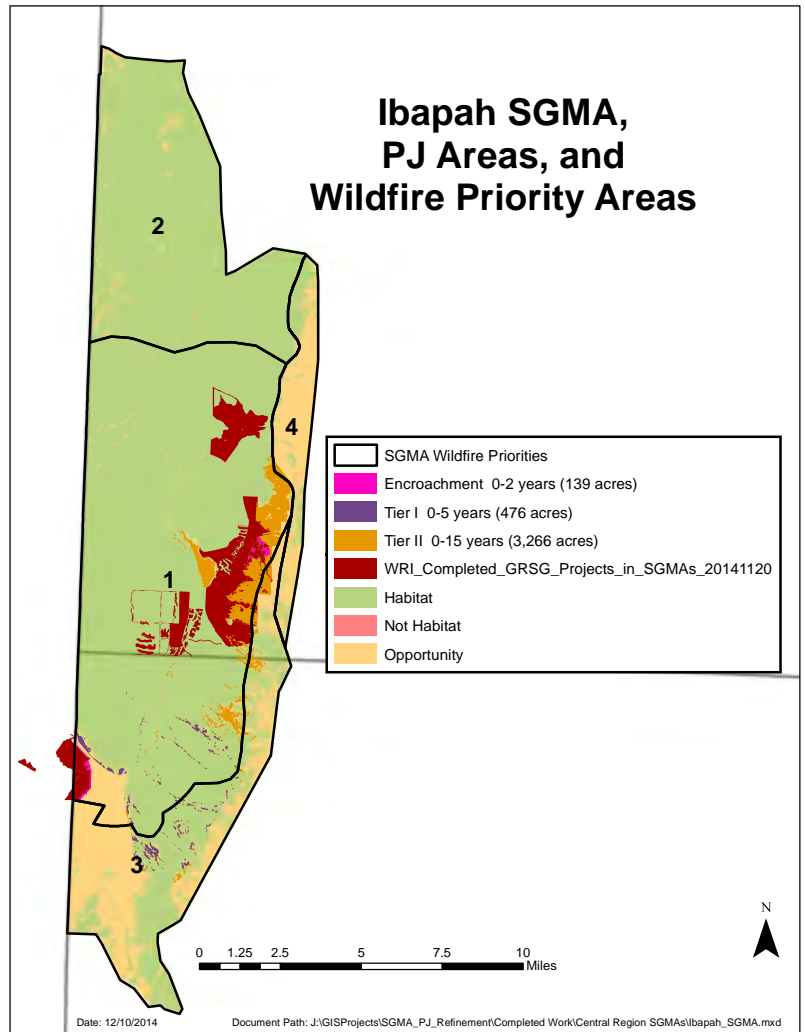 Ibapah SGMA,
PJ Areas, and
Wildfire Priority Areas
2
4
SGMA Wildfire Priorities
Encroachment 0-2 years (139 acres)
Tier I 0-5 years (476 acres)
Tier II 0-15 years (3,266 acres)
WRI_Completed_GRSG_Projects_in_SGMAs_20141120
Habitat
Not Habitat
Opportunity
1
3
N
0 1.25 2.5 5 7.5 10
Miles
Date: 12/10/2014 Document Path: J:\GISProjects\SGMA_PJ_Refinement\Completed Work\Central Region SGMAs\Ibapah_SGMA.mxd